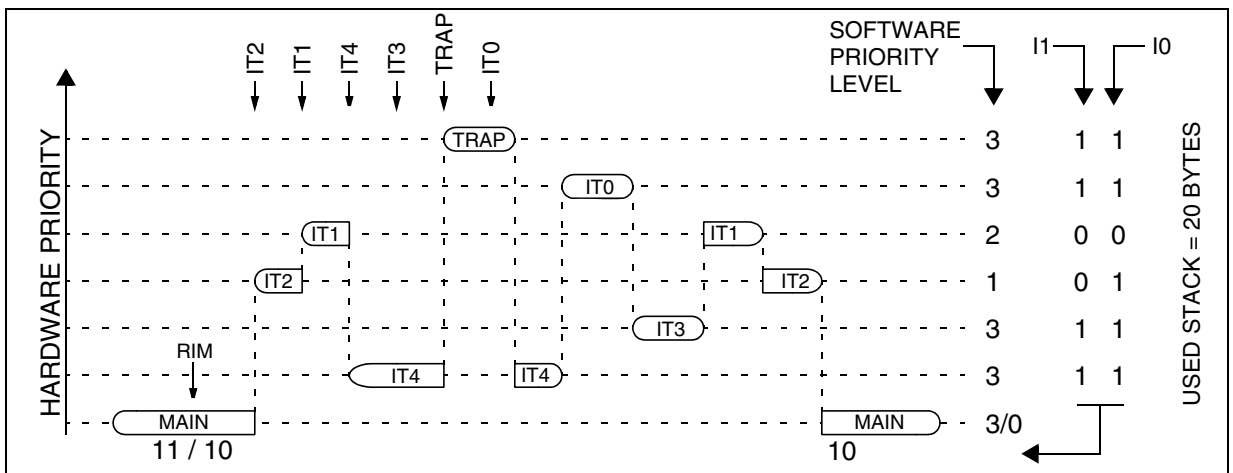 IT2
IT1
IT4
IT3
TRAP
IT0
SOFTWARE
PRIORITY
LEVEL
I1
I0
HARDWARE PRIORITY
TRAP
3
1 1
IT0
3
1 1
IT1
IT1
2
0 0
IT2
IT2
1
0 1
IT3
3
1 1
RIM
IT4
IT4
3
1 1
MAIN
MAIN
3/0
11 / 10
10
USED STACK = 20 BYTES